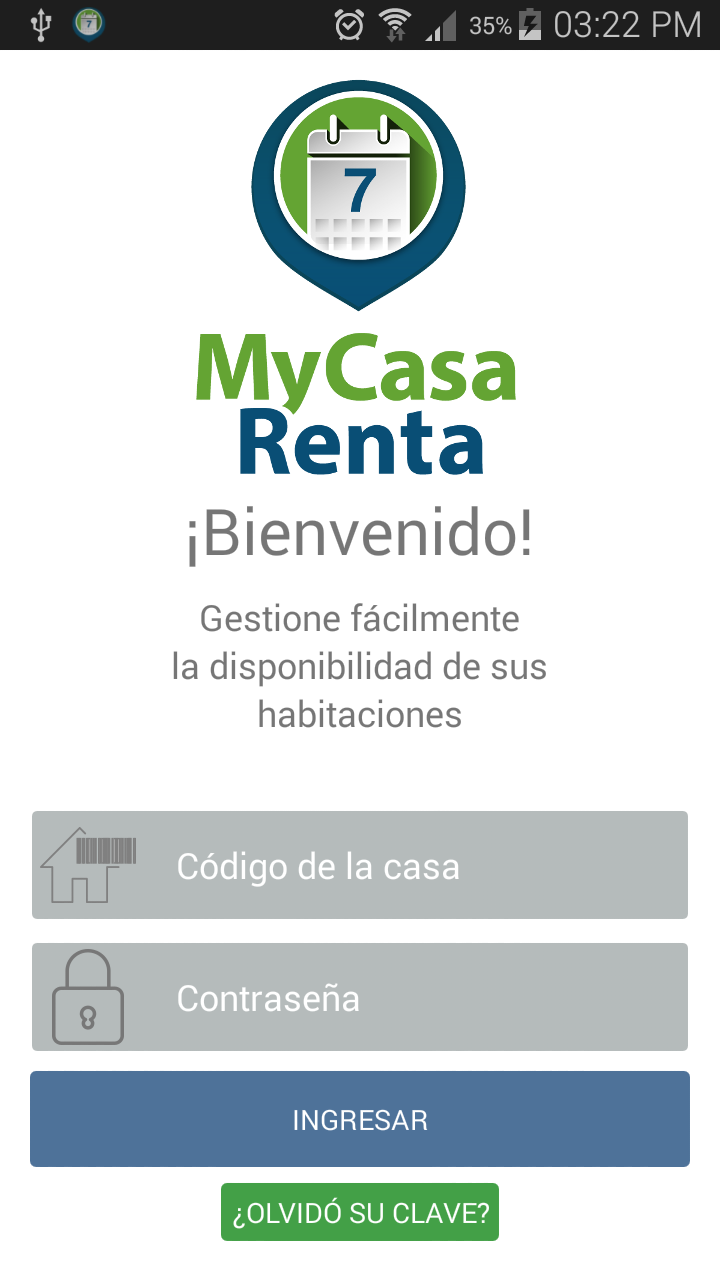 35% 03:22 PM
7
7
MyCasa
Renta
¡Bienvenido!
Gestione fácilmente
la disponibilidad de sus
habitaciones
Código de la casa
Contraseña
INGRESAR
¿OLVIDÓ SU CLAVE?